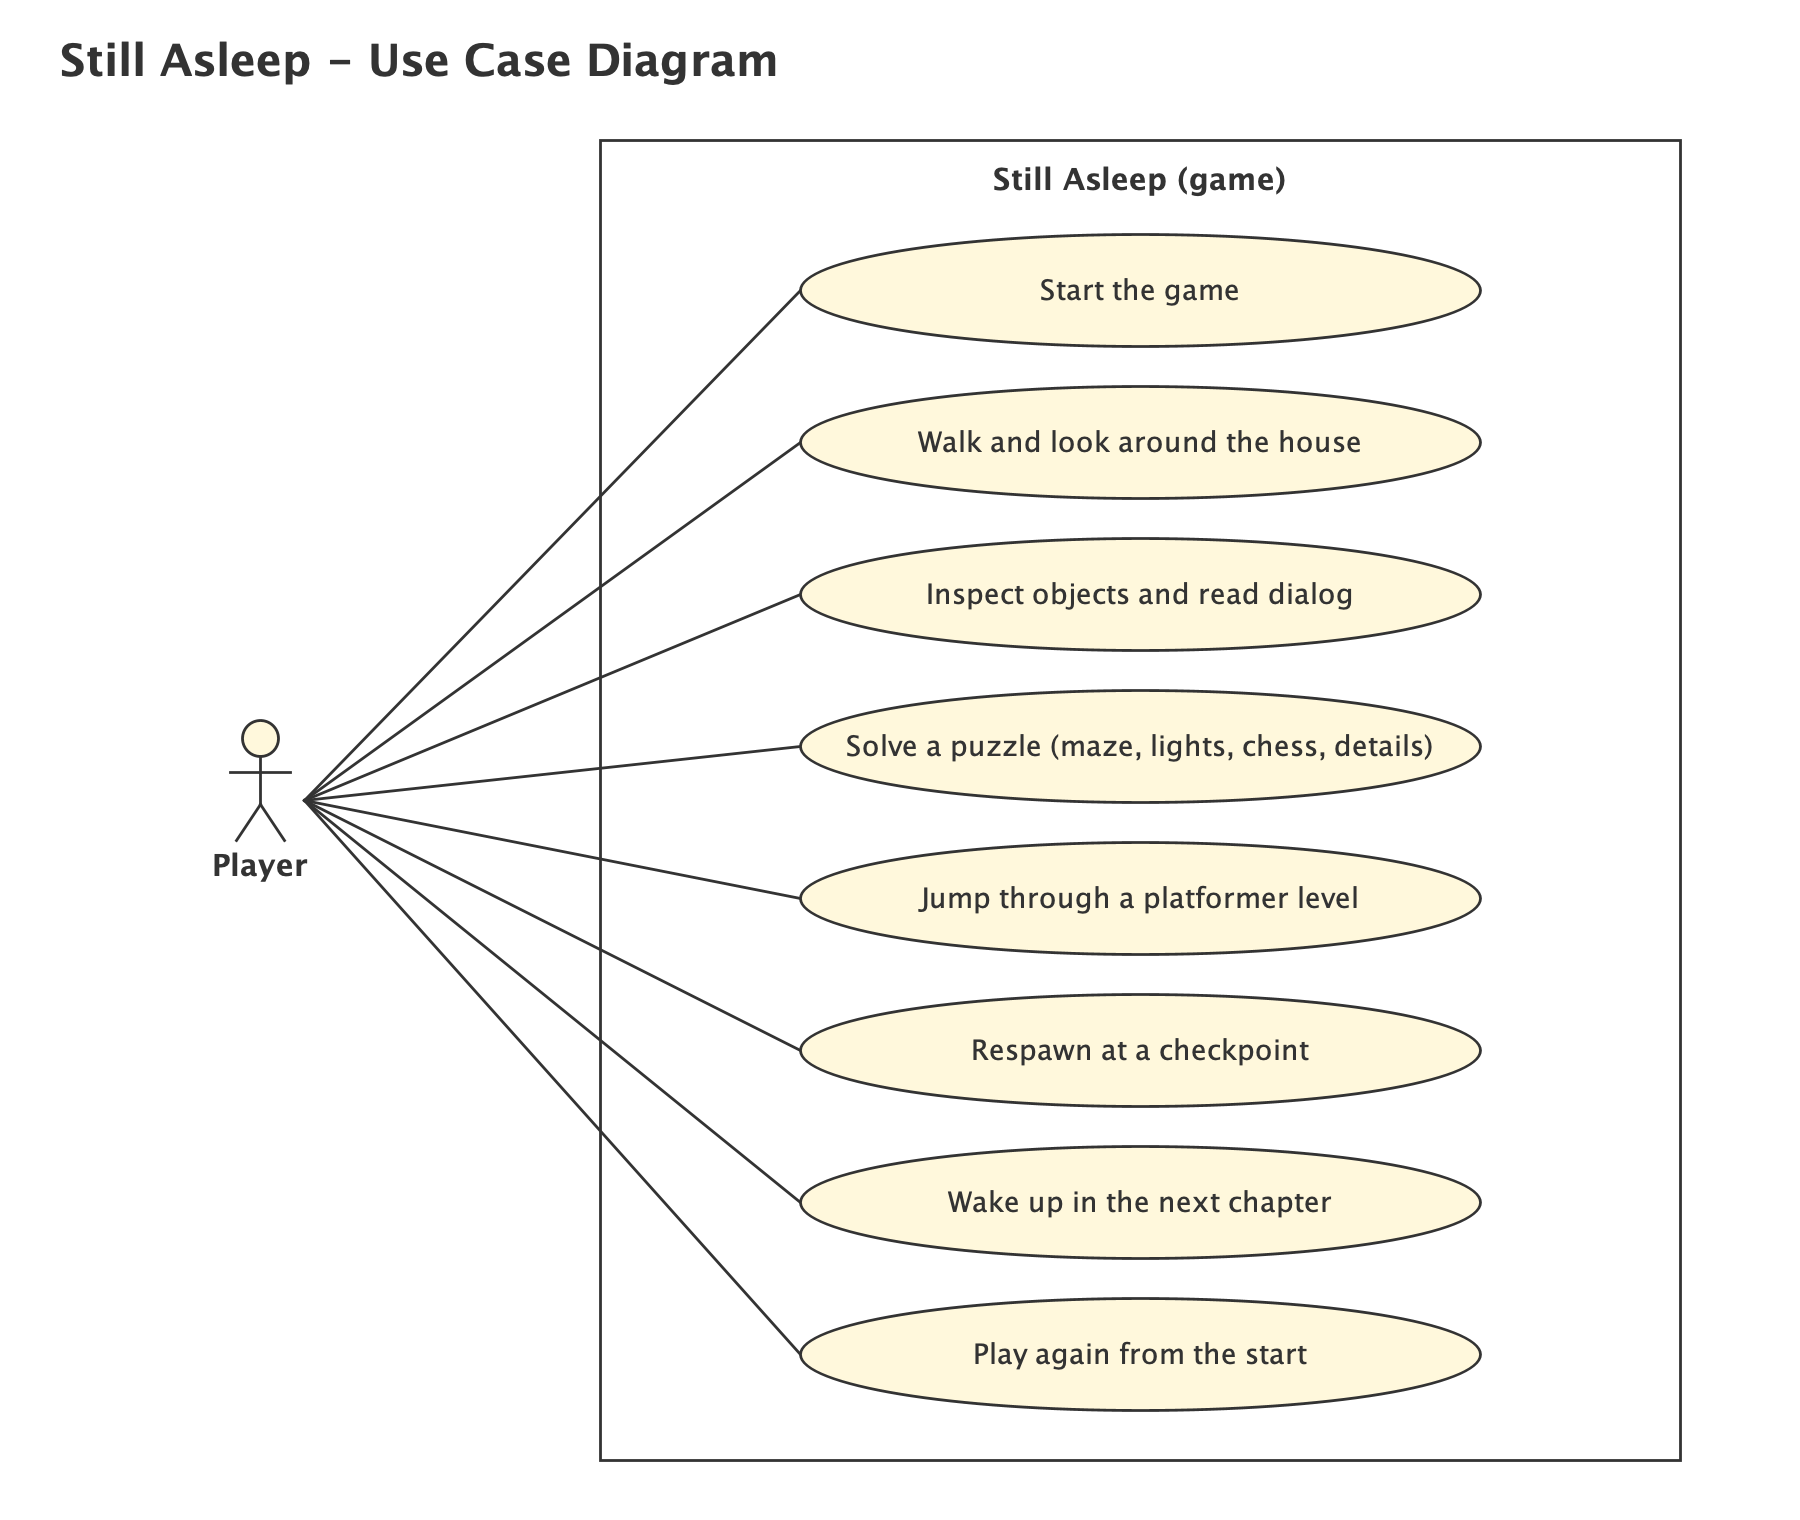 Still Asleep – Use Case Diagram
Still Asleep (game)
Start the game
Walk and look around the house
Inspect objects and read dialog
Solve a puzzle (maze, lights, chess, details)
Player
Jump through a platformer level
Respawn at a checkpoint
Wake up in the next chapter
Play again from the start